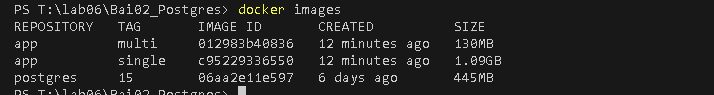 PS T:\lab06\Bai02_Postgres> docker images
REPOSITORY TAG IMAGE ID CREATED SIZE
app multi 012983b40836 12 minutes ago 130MB
app single c95229336550 12 minutes ago 1.09GB
postgres 15 06aa2e11e597 6 days ago 445MB
PS T:\lab06\Bai02_Postgres>